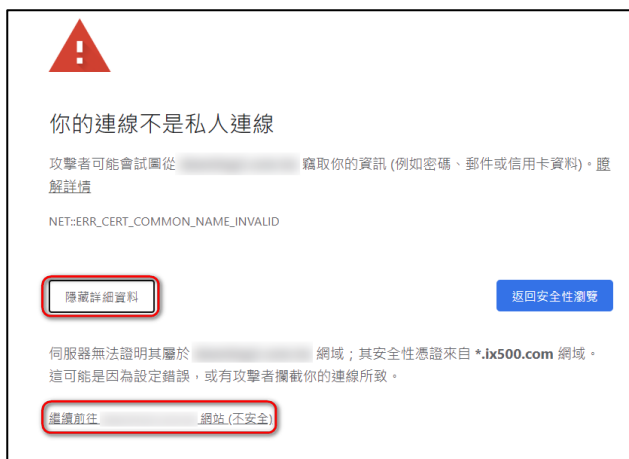 你的連線不是私人連線
攻擊者可能會試圖從 竊取你的資訊 (例如密碼、郵件或信用卡資料)。瞭
解詳情
NET::ERR_CERT_COMMON_NAME_INVALID
隱藏詳細資料
返回安全性瀏覽
伺服器無法證明其屬於 網域；其安全性憑證來自 *.ix500.com 網域。
這可能是因為設定錯誤，或有攻擊者攔截你的連線所致。
繼續前往 網站 (不安全)